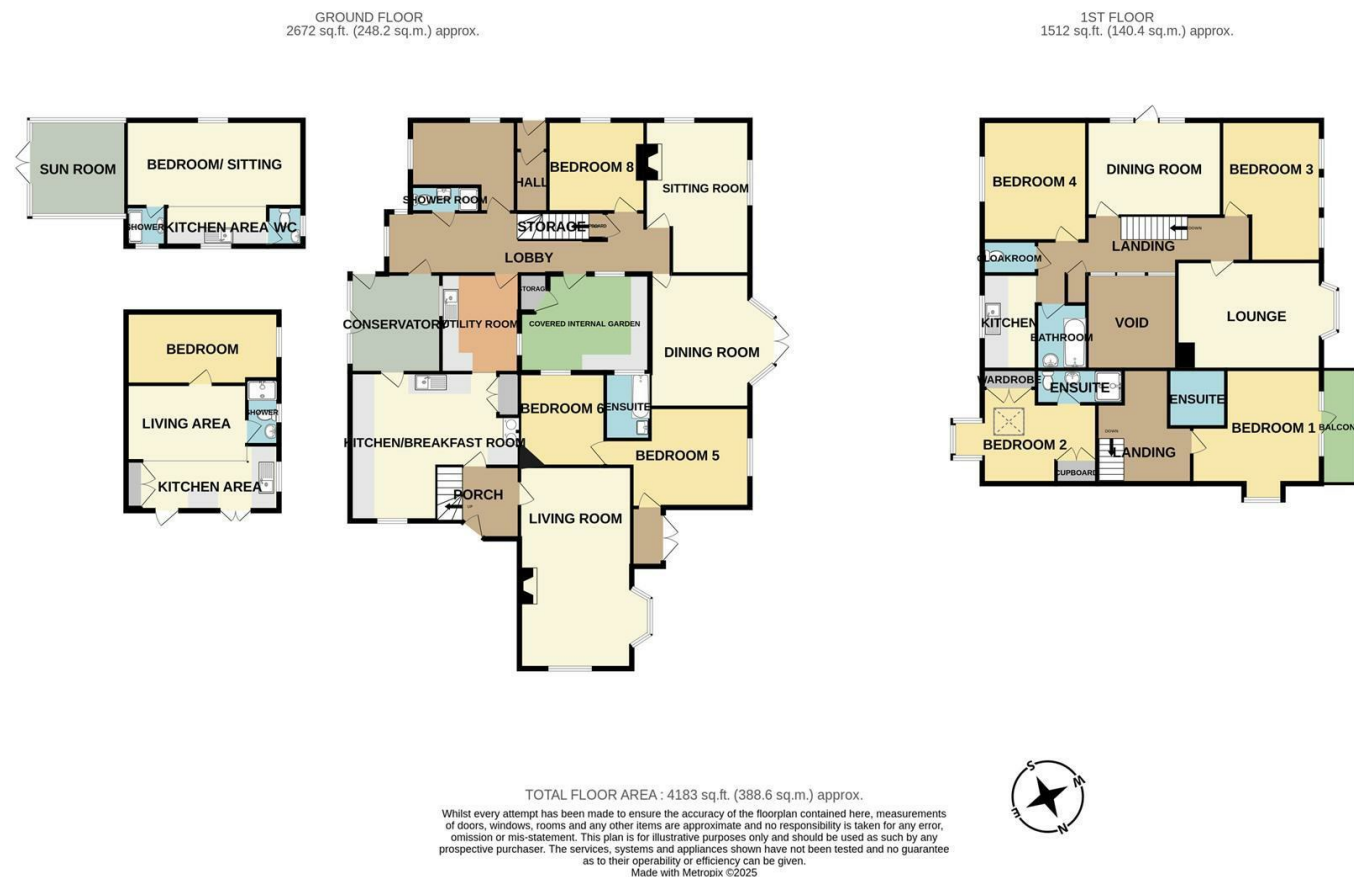 GROUND FLOOR
2672 sq.ft. (248.2 sq.m.) approx.
1ST FLOOR
1512 sq.ft. (140.4 sq.m.) approx.
SUN ROOM
BEDROOM/ SITTING
SHOWER
KITCHEN AREA
WC
BEDROOM
LIVING AREA
SHOWER
KITCHEN AREA
HALL
BEDROOM 8
SITTING ROOM
SHOWER ROOM
STORAGE
LOBBY
CONSERVATORY
UTILITY ROOM
STORAGE
COVERED INTERNAL GARDEN
DINING ROOM
KITCHEN/BREAKFAST ROOM
BEDROOM 6
ENSUITE
BEDROOM 5
PORCH
UP
LIVING ROOM
BEDROOM 4
DINING ROOM
BEDROOM 3
DOWN
LANDING
CLOAKROOM
KITCHEN
BATHROOM
VOID
LOUNGE
WARDROBE
ENSUITE
ENSUITE
BEDROOM 1
BALCON
BEDROOM 2
DOWN
LANDING
CUPBOARD
S
W
E
N
TOTAL FLOOR AREA : 4183 sq.ft. (388.6 sq.m.) approx.
Whilst every attempt has been made to ensure the accuracy of the floorplan contained here, measurements
of doors, windows, rooms and any other items are approximate and no responsibility is taken for any error,
omission or mis-statement. This plan is for illustrative purposes only and should be used as such by any
prospective purchaser. The services, systems and appliances shown have not been tested and no guarantee
as to their operability or efficiency can be given.
Made with Metropix ©2025